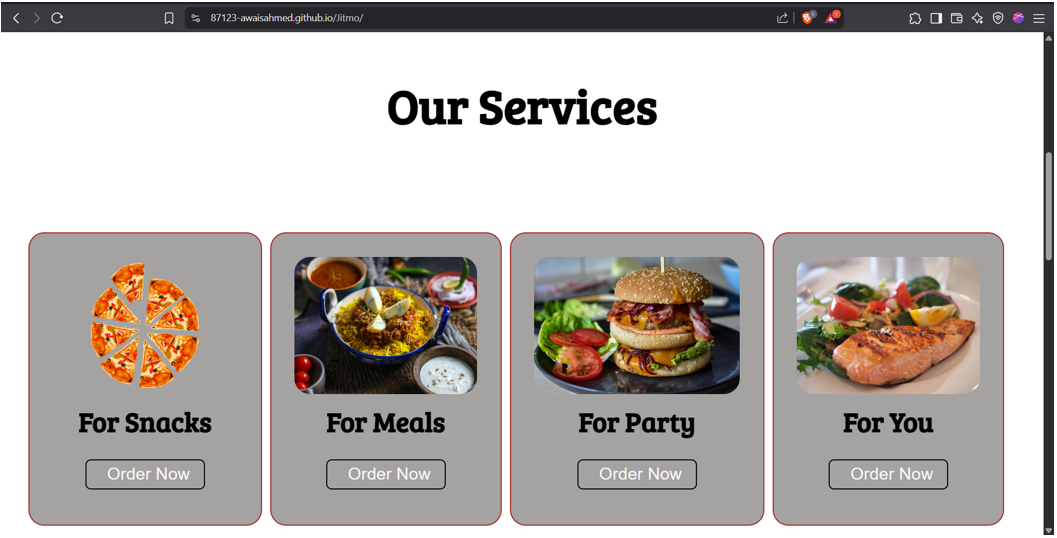 87123-awaisahmed.github.io/Jitmo/
Our Services
For Snacks
Order Now
For Meals
Order Now
For Party
Order Now
For You
Order Now